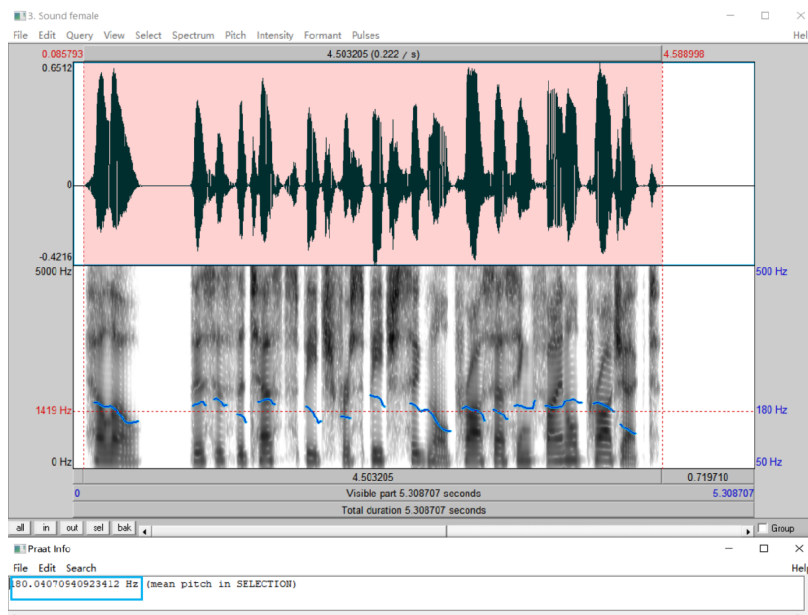 3. Sound female
File Edit Query View Select Spectrum Pitch Intensity Formant Pulses Hel
0.085793 4.503205 (0.222 / s) 4.588998
0.6512
0
-0.4216
5000 Hz 500 Hz
1419 Hz 180 Hz
0 Hz 50 Hz
4.503205 0.719710
0 Visible part 5.308707 seconds 5.308707
Total duration 5.308707 seconds
all in out sel bak Group
Praat Info
File Edit Search Help
180.04070940923412 Hz (mean pitch in SELECTION)